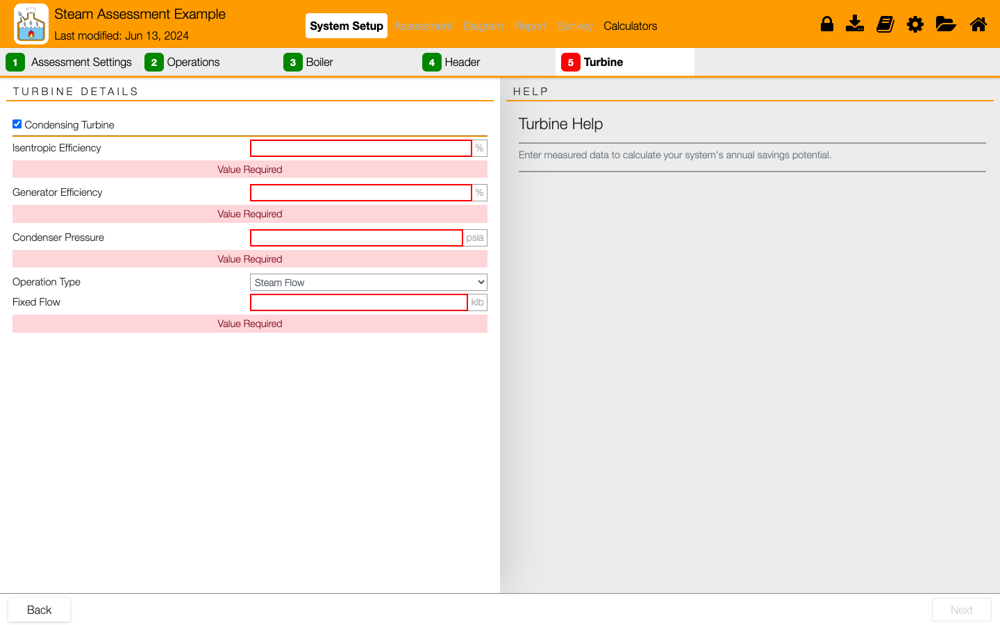 Steam Assessment Example
Last modified: Jun 13, 2024
System Setup Assessment Diagram Report Sankey Calculators
1 Assessment Settings 2 Operations 3 Boiler 4 Header 5 Turbine
TURBINE DETAILS
Condensing Turbine
Isentropic Efficiency %
Value Required
Generator Efficiency %
Value Required
Condenser Pressure psia
Value Required
Operation Type Steam Flow
Fixed Flow klb
Value Required
HELP
Turbine Help
Enter measured data to calculate your system's annual savings potential.
Back Next